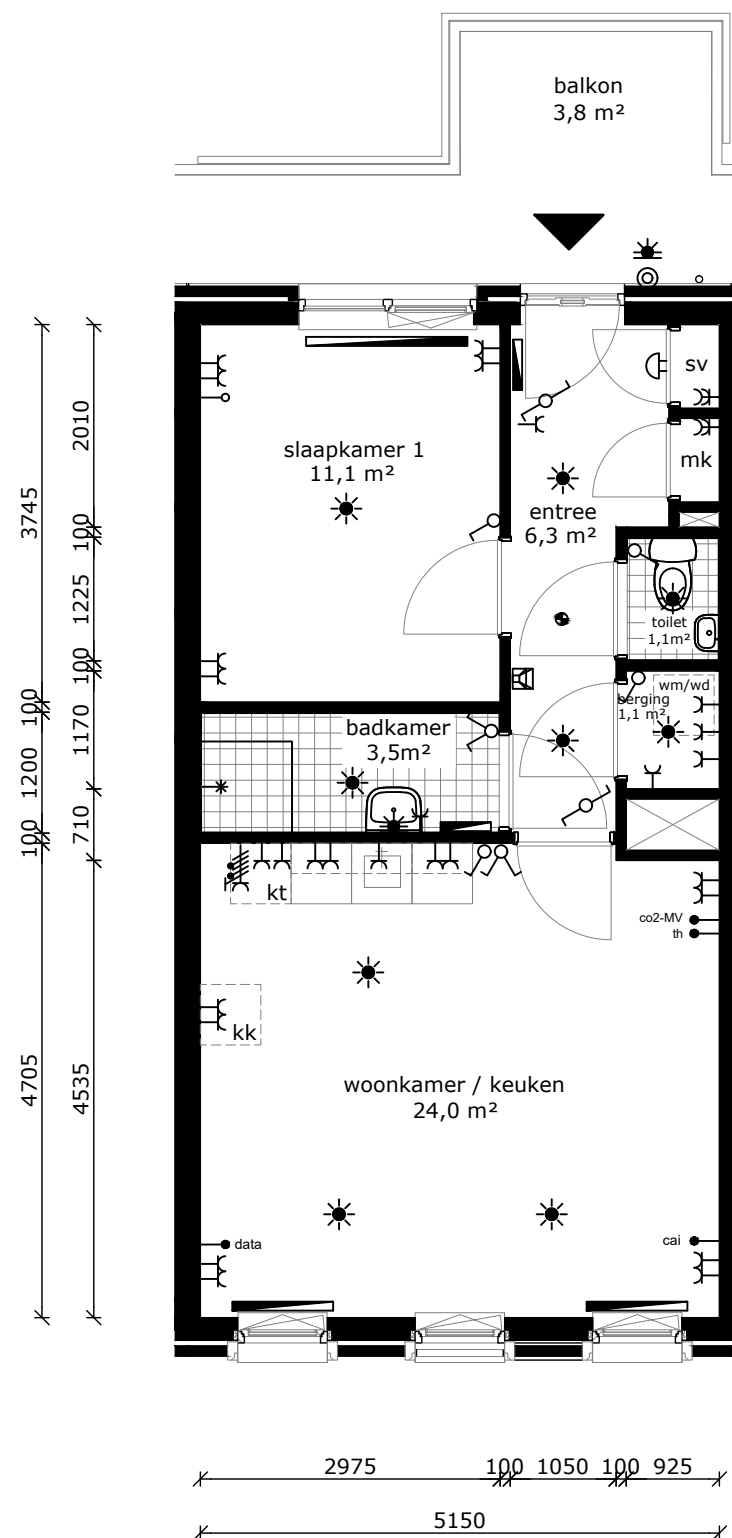 balkon
3,8 m²
sv
mk
slaapkamer 1
11,1 m²
entree
6,3 m²
toilet
1,1m²
wm/wd
berging
1,1 m²
badkamer
3,5m²
kt
co2-MV
th
kk
woonkamer / keuken
24,0 m²
data
cai
3745
100
1200
100
4705
2010
100
1225
100
1170
710
4535
2975
100
1050
100
925
5150